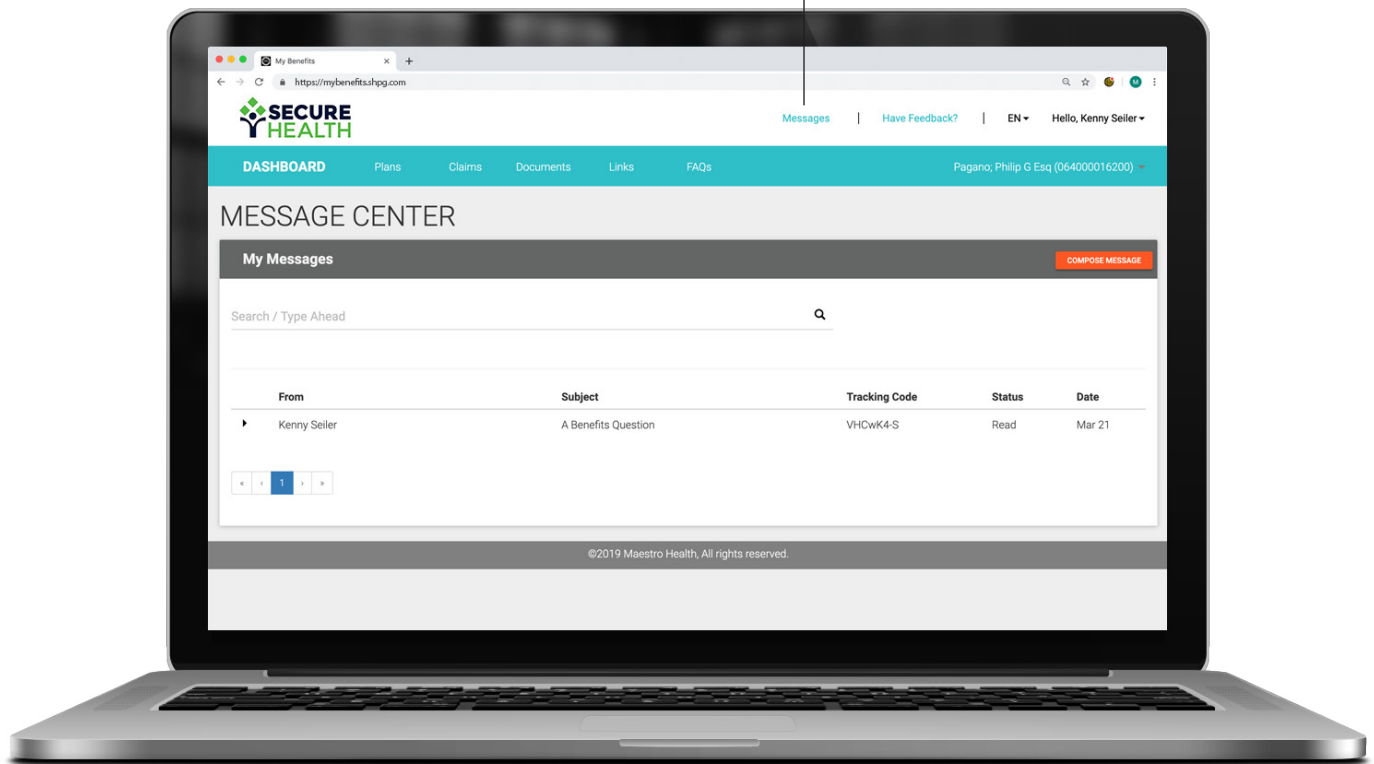 My Benefits
https://mybenefits.shpg.com
M
SECURE
HEALTH
Messages | Have Feedback? | EN Hello, Kenny Seiler
DASHBOARD Plans Claims Documents Links FAQs Pagano; Philip G Esq (064000016200)
MESSAGE CENTER
My Messages COMPOSE MESSAGE
Search / Type Ahead
From Subject Tracking Code Status Date
Kenny Seiler A Benefits Question VHCwK4-S Read Mar 21
« ‹ 1 › »
©2019 Maestro Health, All rights reserved.